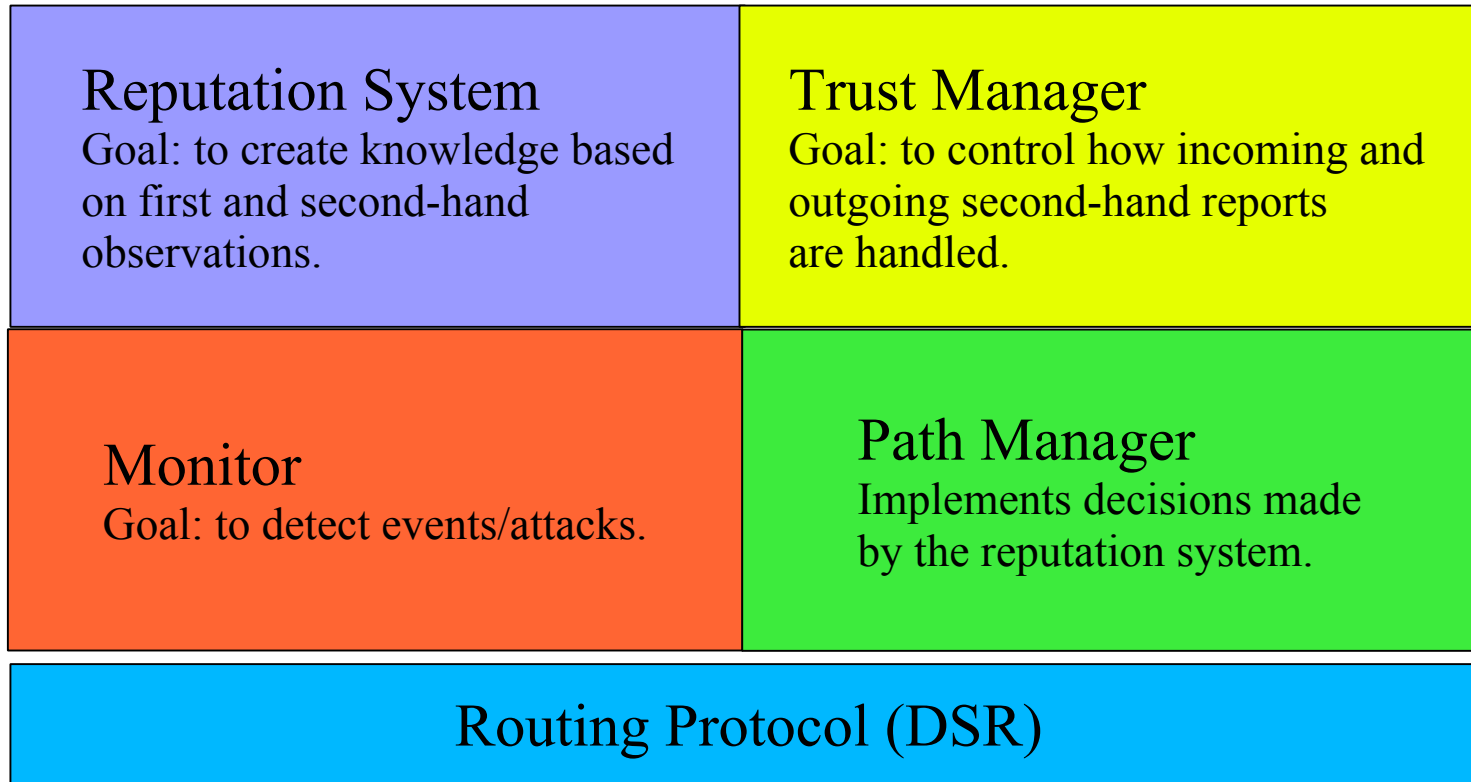 Reputation System
Goal: to create knowledge based
on first and second-hand
observations.
Trust Manager
Goal: to control how incoming and
outgoing second-hand reports
are handled.
Monitor
Goal: to detect events/attacks.
Path Manager
Implements decisions made
by the reputation system.
Routing Protocol (DSR)